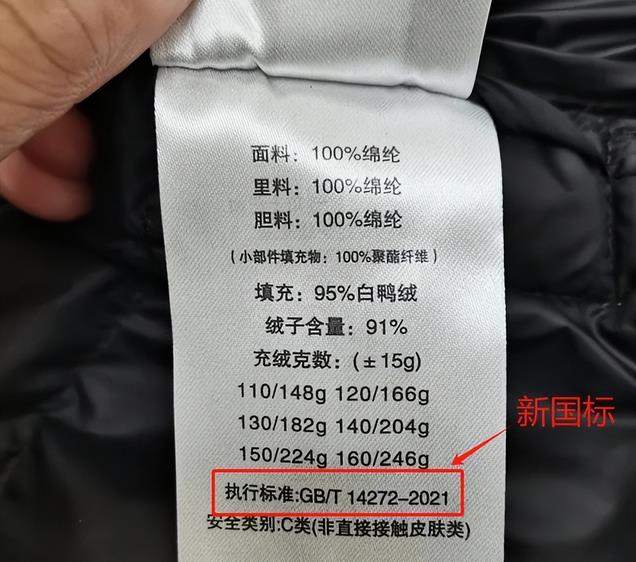 面料：100%绵纶
里料：100%绵纶
胆料：100%绵纶
(小部件填充物：100%聚酯纤维)
填充：95%白鸭绒
绒子含量：91%
充绒克数：(±15g)
110/148g 120/166g
130/182g 140/204g
150/224g 160/246g
新国标
执行标准:GB/T 14272-2021
安全类别:C类(非直接接触皮肤类)